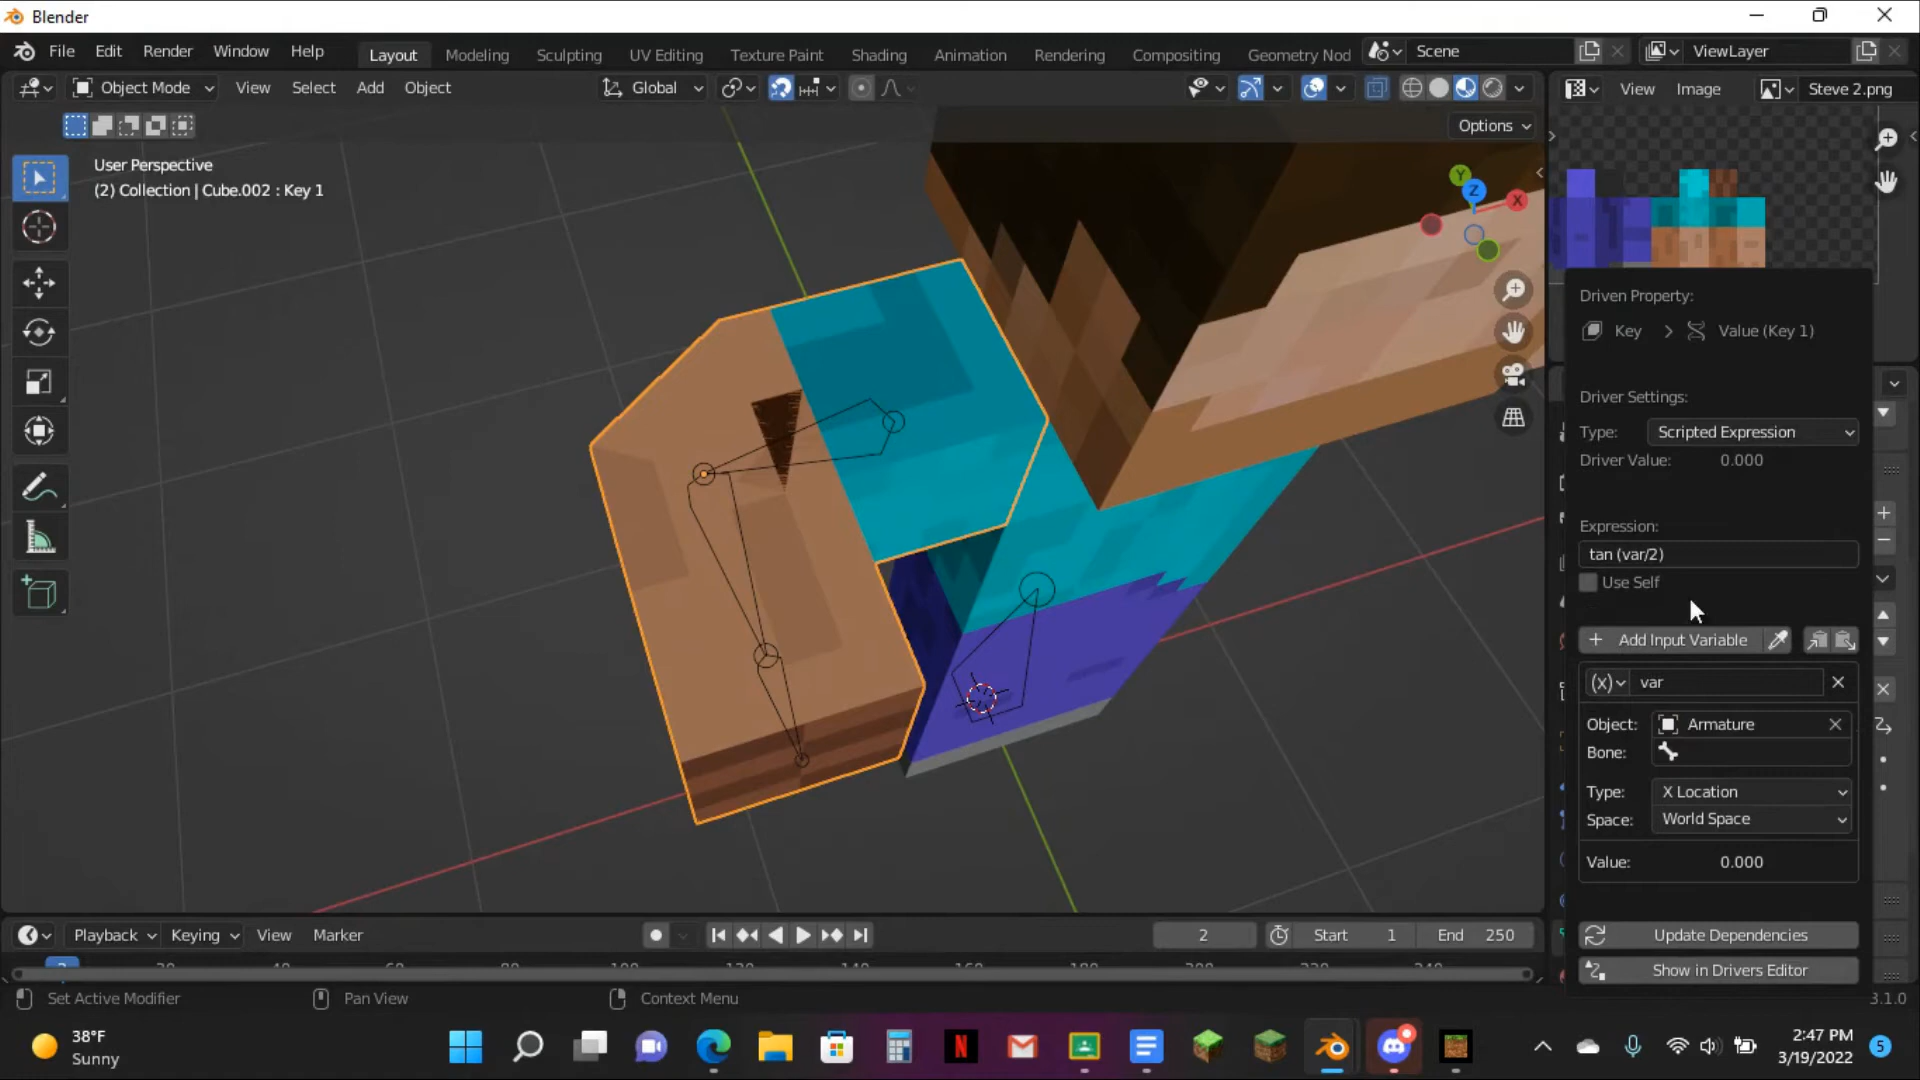 Blender
File Edit Render Window Help Layout Modeling Sculpting UV Editing Texture Paint Shading Animation Rendering Compositing Geometry Nod Scene ViewLayer
Object Mode View Select Add Object Global View Image Steve 2.png
Options
User Perspective
(2) Collection | Cube.002 : Key 1
Y
Z
X
Driven Property:
Key Value (Key 1)
Driver Settings:
Type: Scripted Expression
Driver Value: 0.000
Expression:
tan (var/2)
Use Self
Add Input Variable
(x) var
Object: Armature
Bone:
Type: X Location
Space: World Space
Value: 0.000
Update Dependencies
Show in Drivers Editor
Playback Keying View Marker 2 Start 1 End 250
Set Active Modifier Pan View Context Menu 3.1.0
38°F
Sunny
2:47 PM
3/19/2022
5